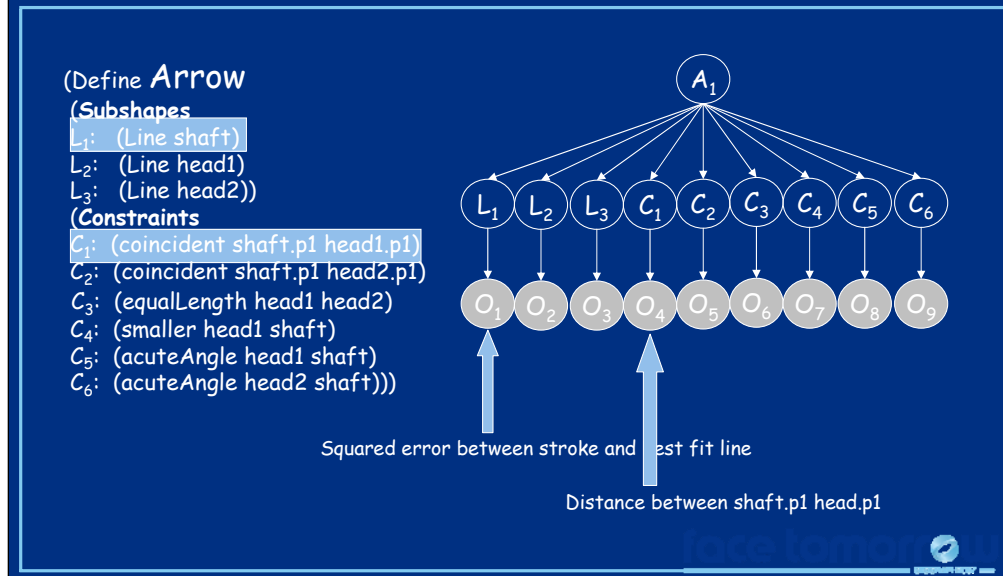 (Define Arrow
(Subshapes
L1: (Line shaft)
L2: (Line head1)
L3: (Line head2))
(Constraints
C1: (coincident shaft.p1 head1.p1)
C2: (coincident shaft.p1 head2.p1)
C3: (equalLength head1 head2)
C4: (smaller head1 shaft)
C5: (acuteAngle head1 shaft)
C6: (acuteAngle head2 shaft)))
A1
L1 L2 L3 C1 C2 C3 C4 C5 C6
O1 O2 O3 O4 O5 O6 O7 O8 O9
Squared error between stroke and est fit line
Distance between shaft.p1 head.p1
face tomorrow